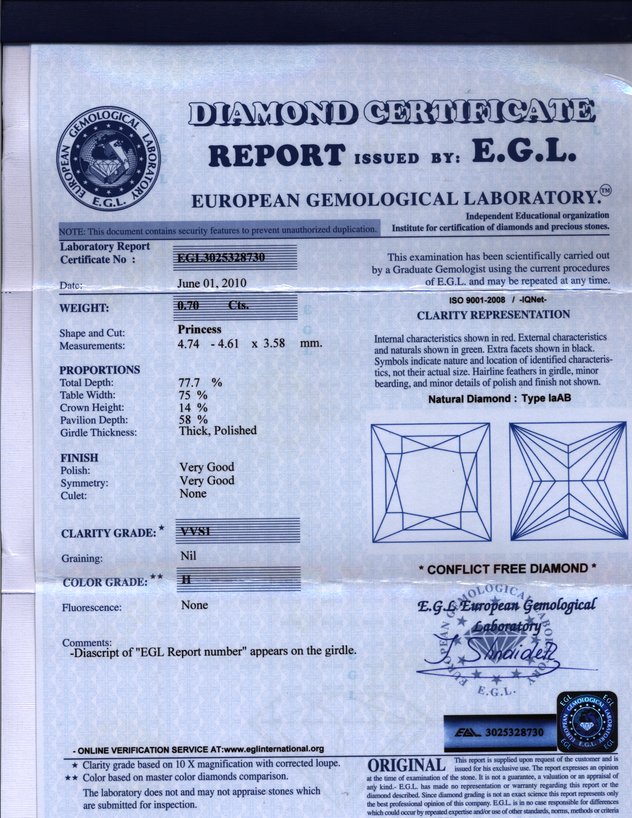 EUROPEAN GEMOLOGICAL LABORATORY
E.G.L.
DIAMOND CERTIFICATE
REPORT ISSUED BY: E.G.L.
EUROPEAN GEMOLOGICAL LABORATORY.™
Independent Educational organization
Institute for certification of diamonds and precious stones.
NOTE: This document contains security features to prevent unauthorized duplication.
Laboratory Report
Certificate No : EGL3025328730
Date: June 01, 2010
WEIGHT: 0.70 Cts.
Shape and Cut: Princess
Measurements: 4.74 - 4.61 x 3.58 mm.
PROPORTIONS
Total Depth: 77.7 %
Table Width: 75 %
Crown Height: 14 %
Pavilion Depth: 58 %
Girdle Thickness: Thick, Polished
FINISH
Polish: Very Good
Symmetry: Very Good
Culet: None
CLARITY GRADE: * VVS1
Graining: Nil
COLOR GRADE: ** H
Fluorescence: None
Comments:
-Diascript of "EGL Report number" appears on the girdle.
- ONLINE VERIFICATION SERVICE AT:www.eglinternational.org
★ Clarity grade based on 10 X magnification with corrected loupe.
★★ Color based on master color diamonds comparison.
The laboratory does not and may not appraise stones which
are submitted for inspection.
This examination has been scientifically carried out
by a Graduate Gemologist using the current procedures
of E.G.L. and may be repeated at any time.
ISO 9001-2008 / -IQNet-
CLARITY REPRESENTATION
Internal characteristics shown in red. External characteristics
and naturals shown in green. Extra facets shown in black.
Symbols indicate nature and location of identified characteris-
tics, not their actual size. Hairline feathers in girdle, minor
bearding, and minor details of polish and finish not shown.
Natural Diamond : Type IaAB
* CONFLICT FREE DIAMOND *
E.G.L European Gemological
Laboratory
E.G.L.
EGL 3025328730
EGL
EUROPEAN GEMOLOGICAL LABORATORY
E.G.L.
ORIGINAL This report is supplied upon request of the customer and is
issued for his exclusive use. The report expresses an opinion
at the time of examination of the stone. It is not a guarantee, a valuation or an appraisal of
any kind.- E.G.L. has made no representation or warranty regarding this report or the
diamond described. Since diamond grading is not an exact science this report represents only
the best professional opinion of this company. E.G.L. is in no case responsible for differences
which could occur by repeated expertise and/or use of other standards, norms, methods or criteria